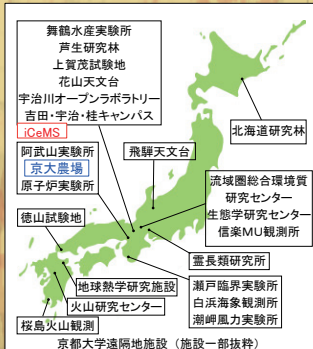 舞鶴水産実験所
芦生研究林
上賀茂試験地
花山天文台
宇治川オープンラボラトリー
吉田・宇治・桂キャンパス
iCeMS
阿武山実験所
京大農場
原子炉実験所
飛騨天文台
北海道研究林
流域圏総合環境質
研究センター
生態学研究センター
信楽MU観測所
徳山試験地
霊長類研究所
地球熱学研究施設
火山研究センター
桜島火山観測
瀬戸臨界実験所
白浜海象観測所
潮岬風力実験所
京都大学遠隔地施設（施設一部抜粋）